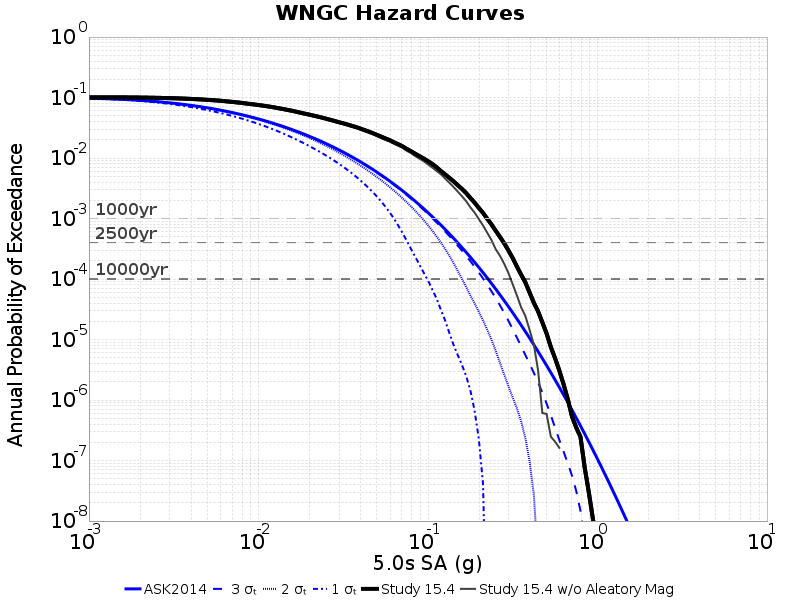 WNGC Hazard Curves
Annual Probability of Exceedance
10^0
10^-1
10^-2
10^-3
10^-4
10^-5
10^-6
10^-7
10^-8
1000yr
2500yr
10000yr
10^-3 10^-2 10^-1 10^0 10^1
5.0s SA (g)
ASK2014 3 σₜ 2 σₜ 1 σₜ Study 15.4 Study 15.4 w/o Aleatory Mag